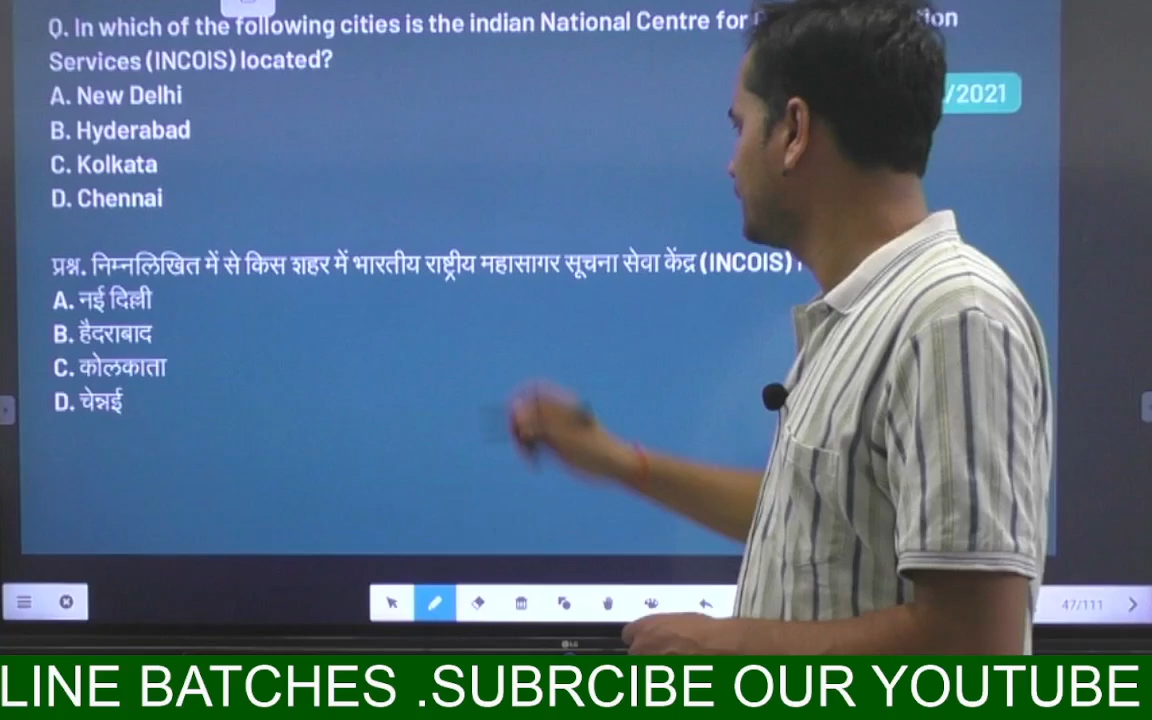 Q. In which of the following cities is the indian National Centre for
Services (INCOIS) located?
/2021
A. New Delhi
B. Hyderabad
C. Kolkata
D. Chennai
प्रश्न. निम्नलिखित में से किस शहर में भारतीय राष्ट्रीय महासागर सूचना सेवा केंद्र (INCOIS)
A. नई दिल्ली
B. हैदराबाद
C. कोलकाता
D. चेन्नई
47/111
LG
LINE BATCHES .SUBRCIBE OUR YOUTUBE